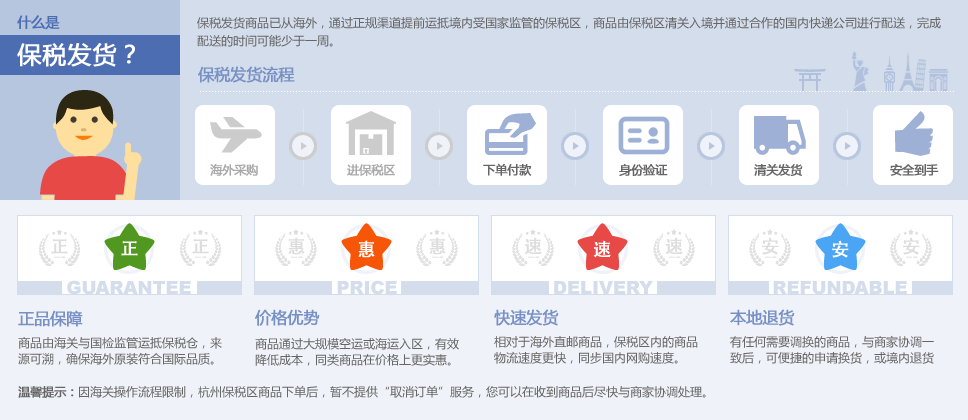 什么是
保税发货？
保税发货商品已从海外，通过正规渠道提前运抵境内受国家监管的保税区，商品由保税区清关入境并通过合作的国内快递公司进行配送，完成
配送的时间可能少于一周。
保税发货流程
海外采购
进保税区
下单付款
身份验证
清关发货
安全到手
正 正 正
GUARANTEE
正品保障
商品由海关与国检监管运抵保税仓，来
源可溯，确保海外原装符合国际品质。
惠 惠 惠
PRICE
价格优势
商品通过大规模空运或海运入区，有效
降低成本，同类商品在价格上更实惠。
速 速 速
DELIVERY
快速发货
相对于海外直邮商品，保税区内的商品
物流速度更快，同步国内网购速度。
安 安 安
REFUNDABLE
本地退货
有任何需要调换的商品，与商家协调一
致后，可便捷的申请换货，或境内退货
温馨提示：因海关操作流程限制，杭州保税区商品下单后，暂不提供“取消订单”服务，您可以在收到商品后尽快与商家协调处理。